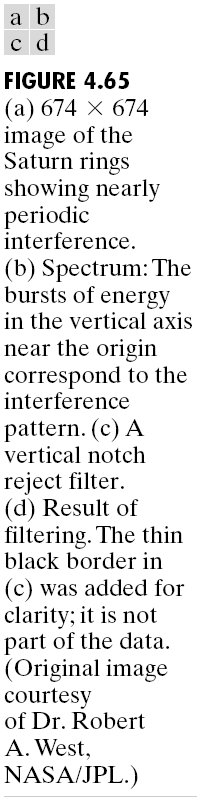 a b
c d
FIGURE 4.65
(a) 674 × 674
image of the
Saturn rings
showing nearly
periodic
interference.
(b) Spectrum: The
bursts of energy
in the vertical axis
near the origin
correspond to the
interference
pattern. (c) A
vertical notch
reject filter.
(d) Result of
filtering. The thin
black border in
(c) was added for
clarity; it is not
part of the data.
(Original image
courtesy
of Dr. Robert
A. West,
NASA/JPL.)